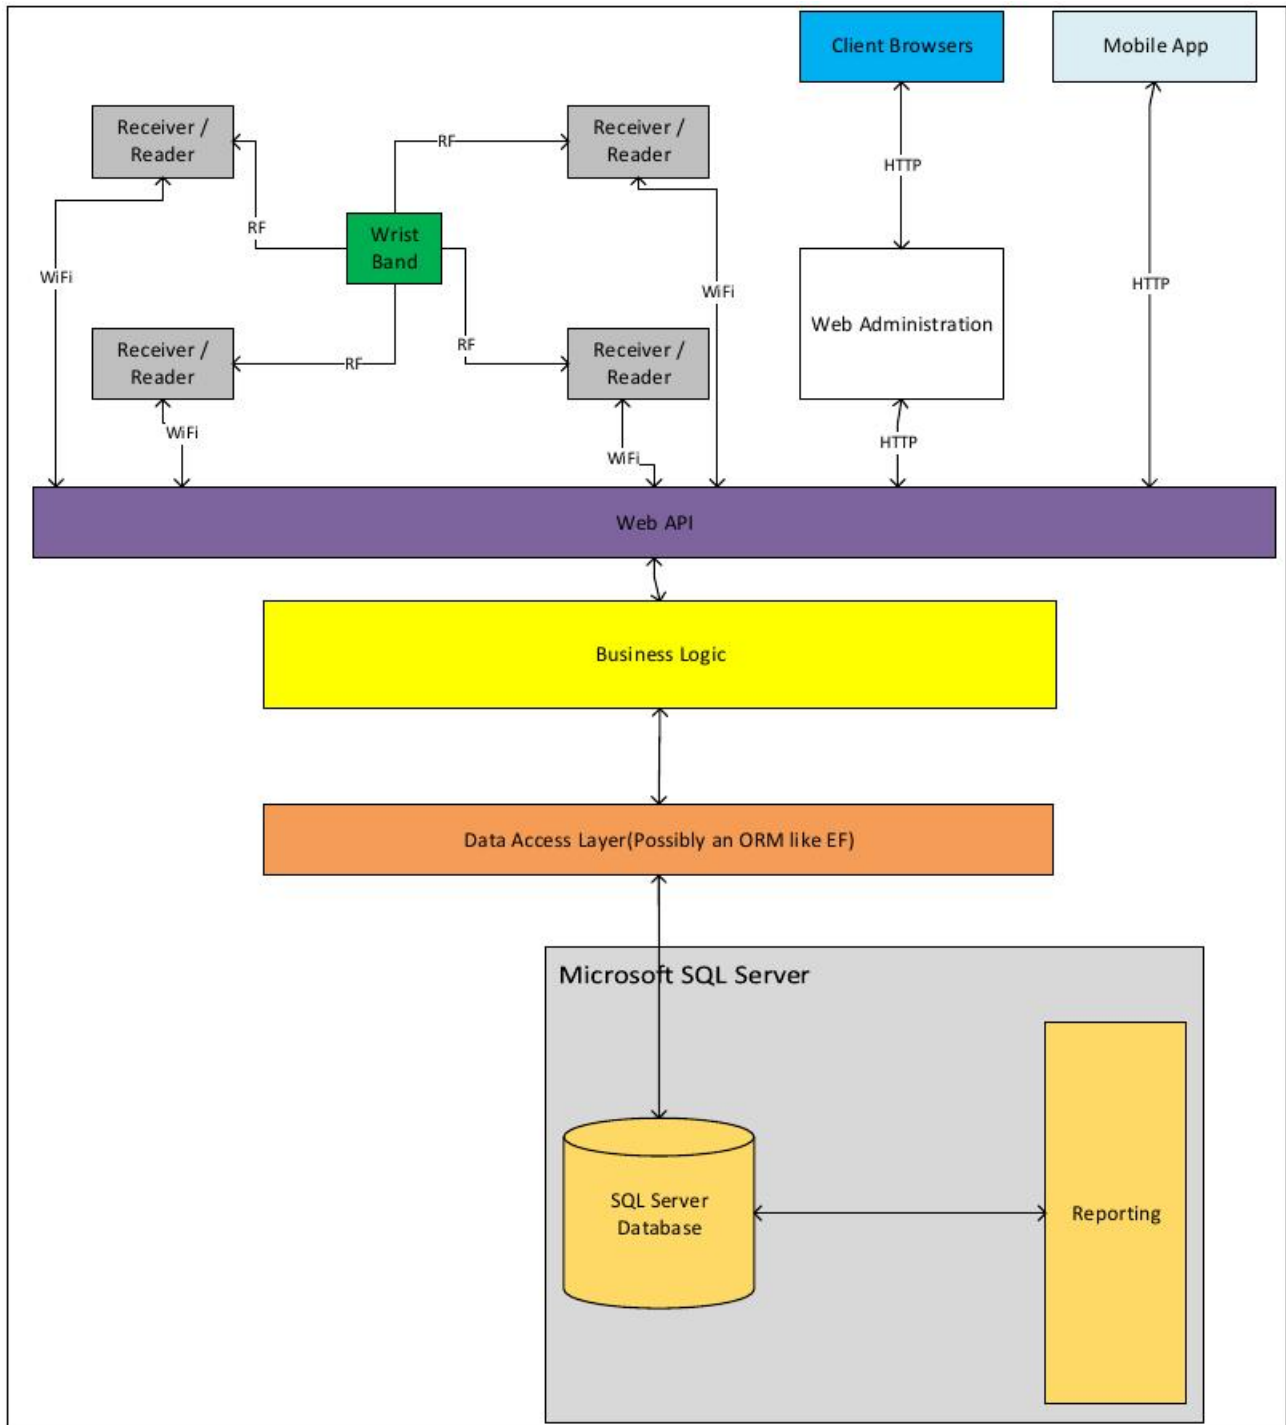 Client Browsers
Mobile App
Receiver /
Reader
RF
Receiver /
Reader
HTTP
RF
Wrist
Band
WiFi
WiFi
HTTP
Web Administration
Receiver /
Reader
RF
RF
Receiver /
Reader
WiFi
WiFi
HTTP
Web API
Business Logic
Data Access Layer(Possibly an ORM like EF)
Microsoft SQL Server
SQL Server
Database
Reporting